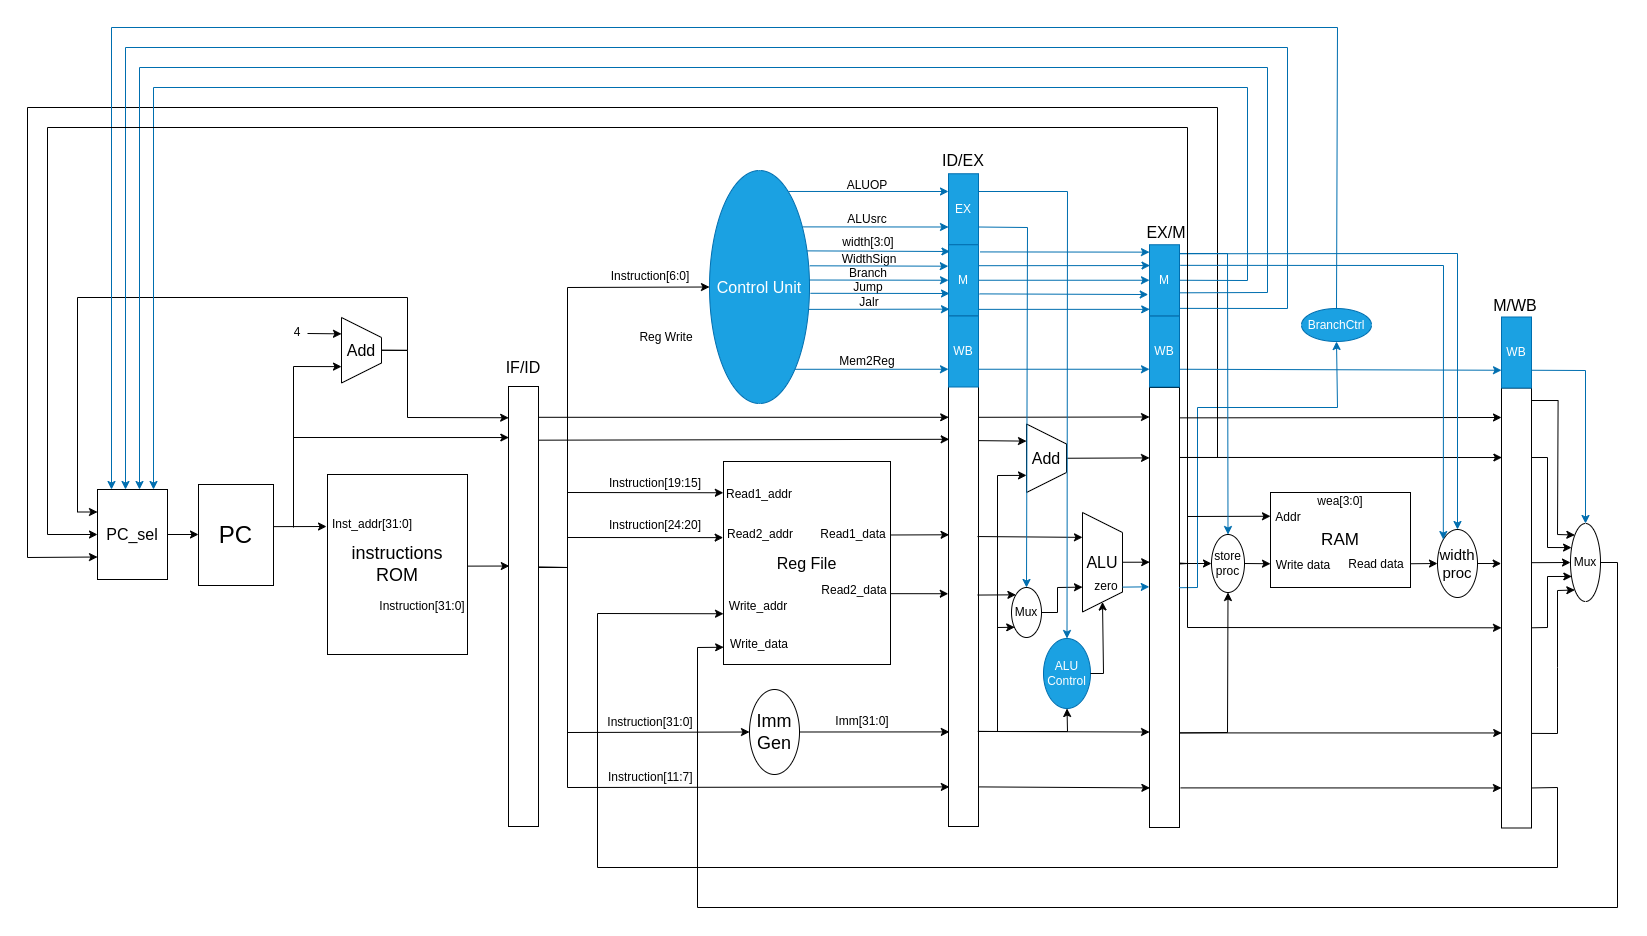 ID/EX
ALUOP
EX
ALUsrc
EX/M
width[3:0]
WidthSign
Branch
Jump
Jalr
Instruction[6:0]
Control Unit
M
M
M/WB
Reg Write
BranchCtrl
4
Add
WB
WB
WB
Mem2Reg
IF/ID
Add
Instruction[19:15]
Read1_addr
wea[3:0]
Addr
PC_sel
PC
Inst_addr[31:0]
instructions
ROM
Instruction[31:0]
Instruction[24:20]
Read2_addr
Read1_data
Reg File
Read2_data
Write_addr
Write_data
ALU
zero
store
proc
RAM
Write data
Read data
width
proc
Mux
Mux
ALU
Control
Instruction[31:0]
Imm
Gen
Imm[31:0]
Instruction[11:7]